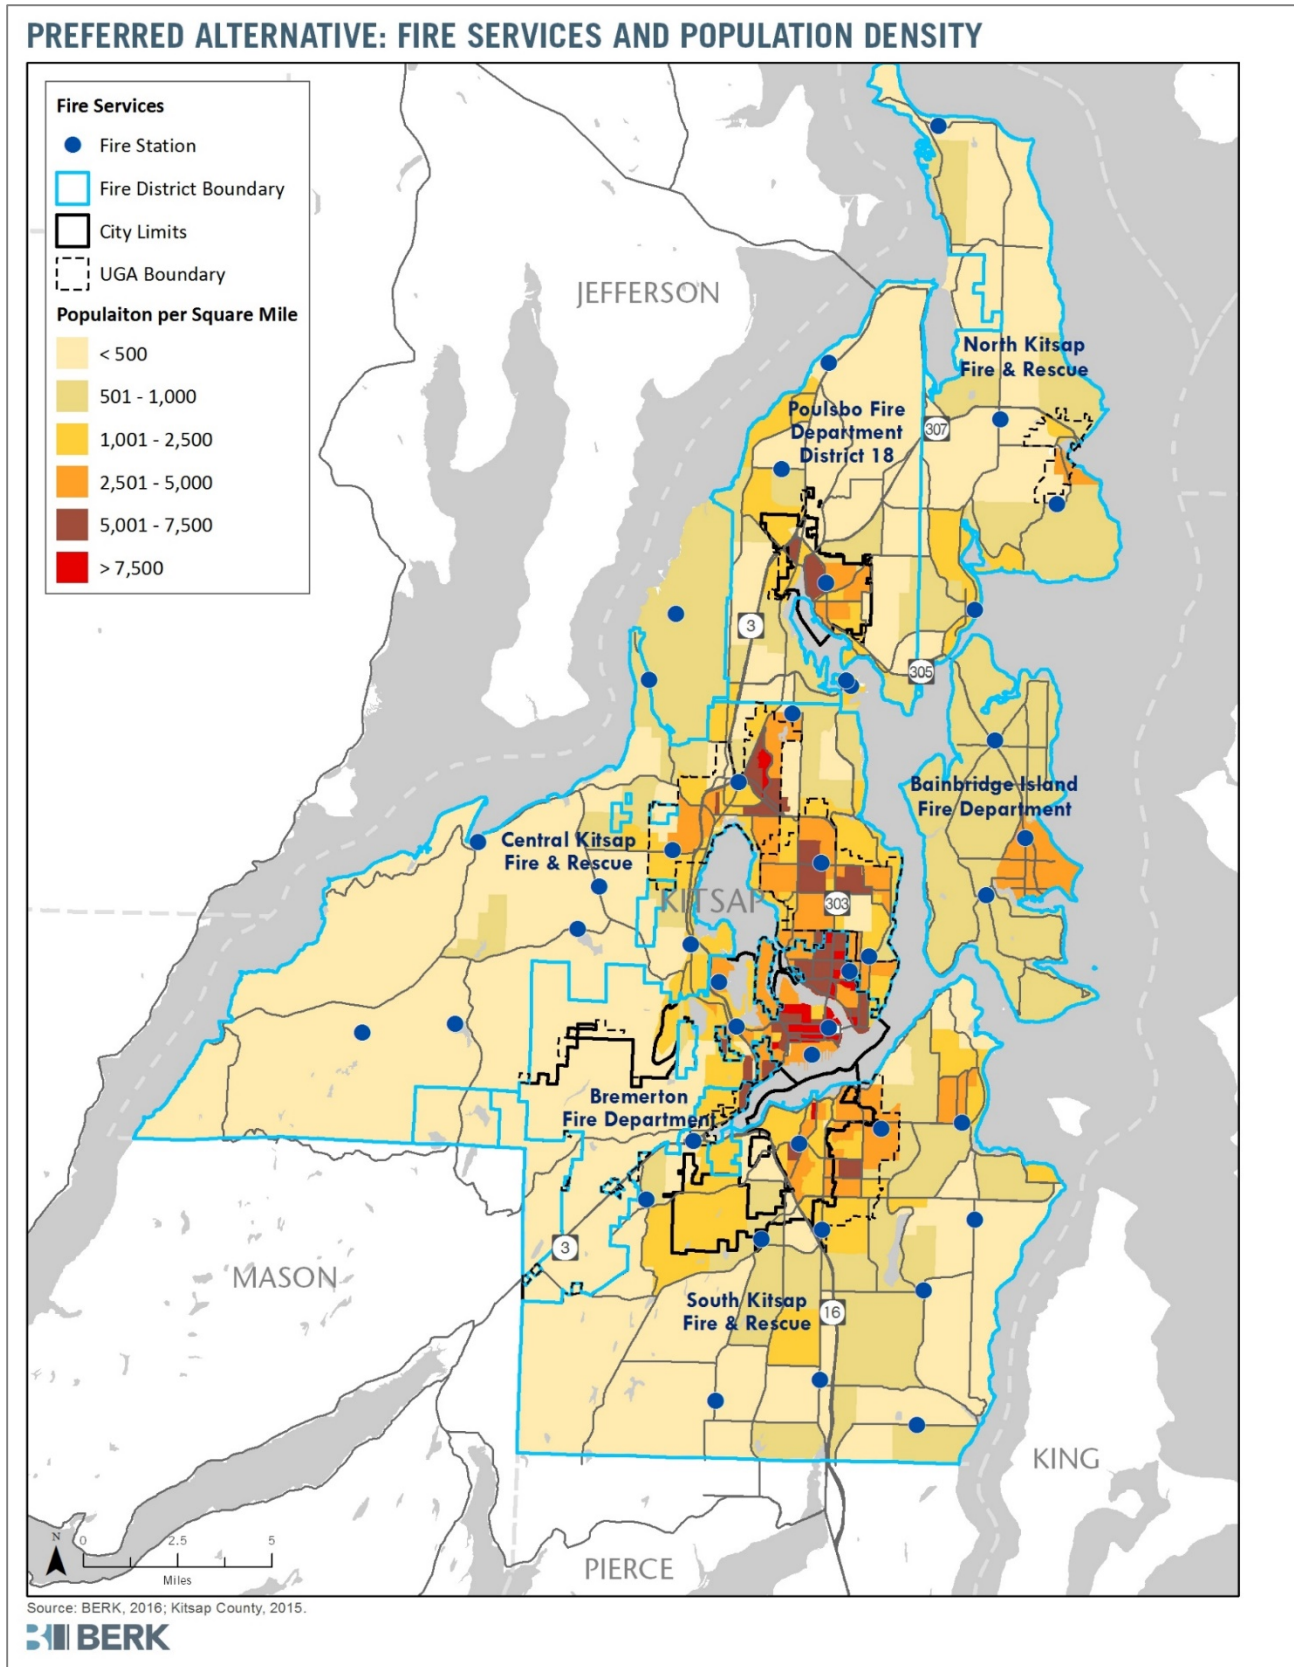 PREFERRED ALTERNATIVE: FIRE SERVICES AND POPULATION DENSITY
Fire Services
Fire Station
Fire District Boundary
City Limits
UGA Boundary
Populaiton per Square Mile
< 500
501 - 1,000
1,001 - 2,500
2,501 - 5,000
5,001 - 7,500
> 7,500
JEFFERSON
North Kitsap
Fire & Rescue
Poulsbo Fire
Department
District 18
307
3
305
Bainbridge Island
Fire Department
Central Kitsap
Fire & Rescue
KITSAP
303
Bremerton
Fire Department
3
MASON
South Kitsap
Fire & Rescue
16
KING
PIERCE
N
0 2.5 5
Miles
Source: BERK, 2016; Kitsap County, 2015.
BERK